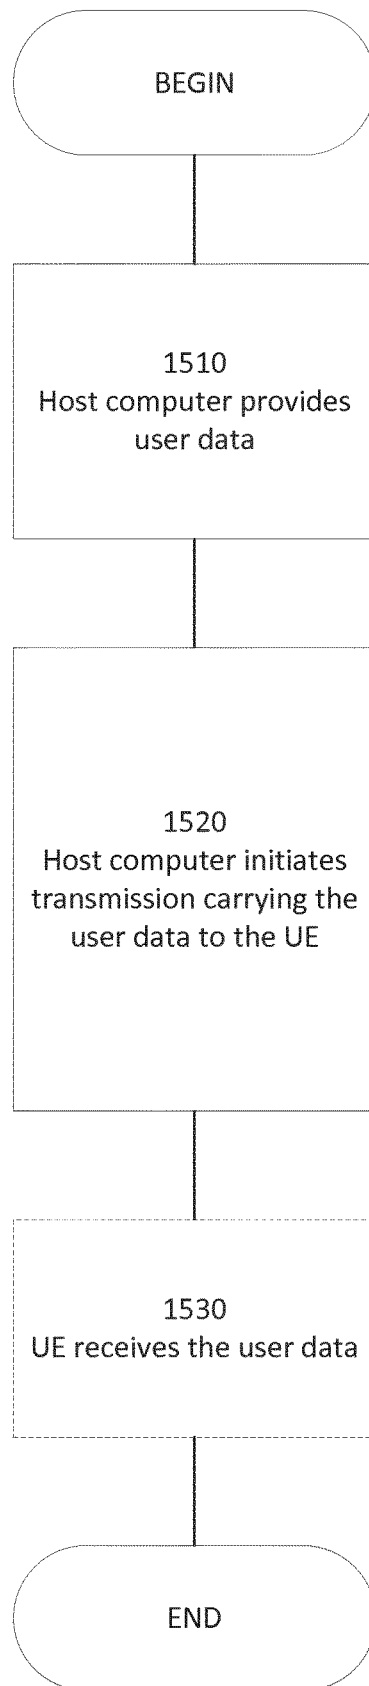 BEGIN
1510
Host computer provides
user data
1520
Host computer initiates
transmission carrying the
user data to the UE
1530
UE receives the user data
END